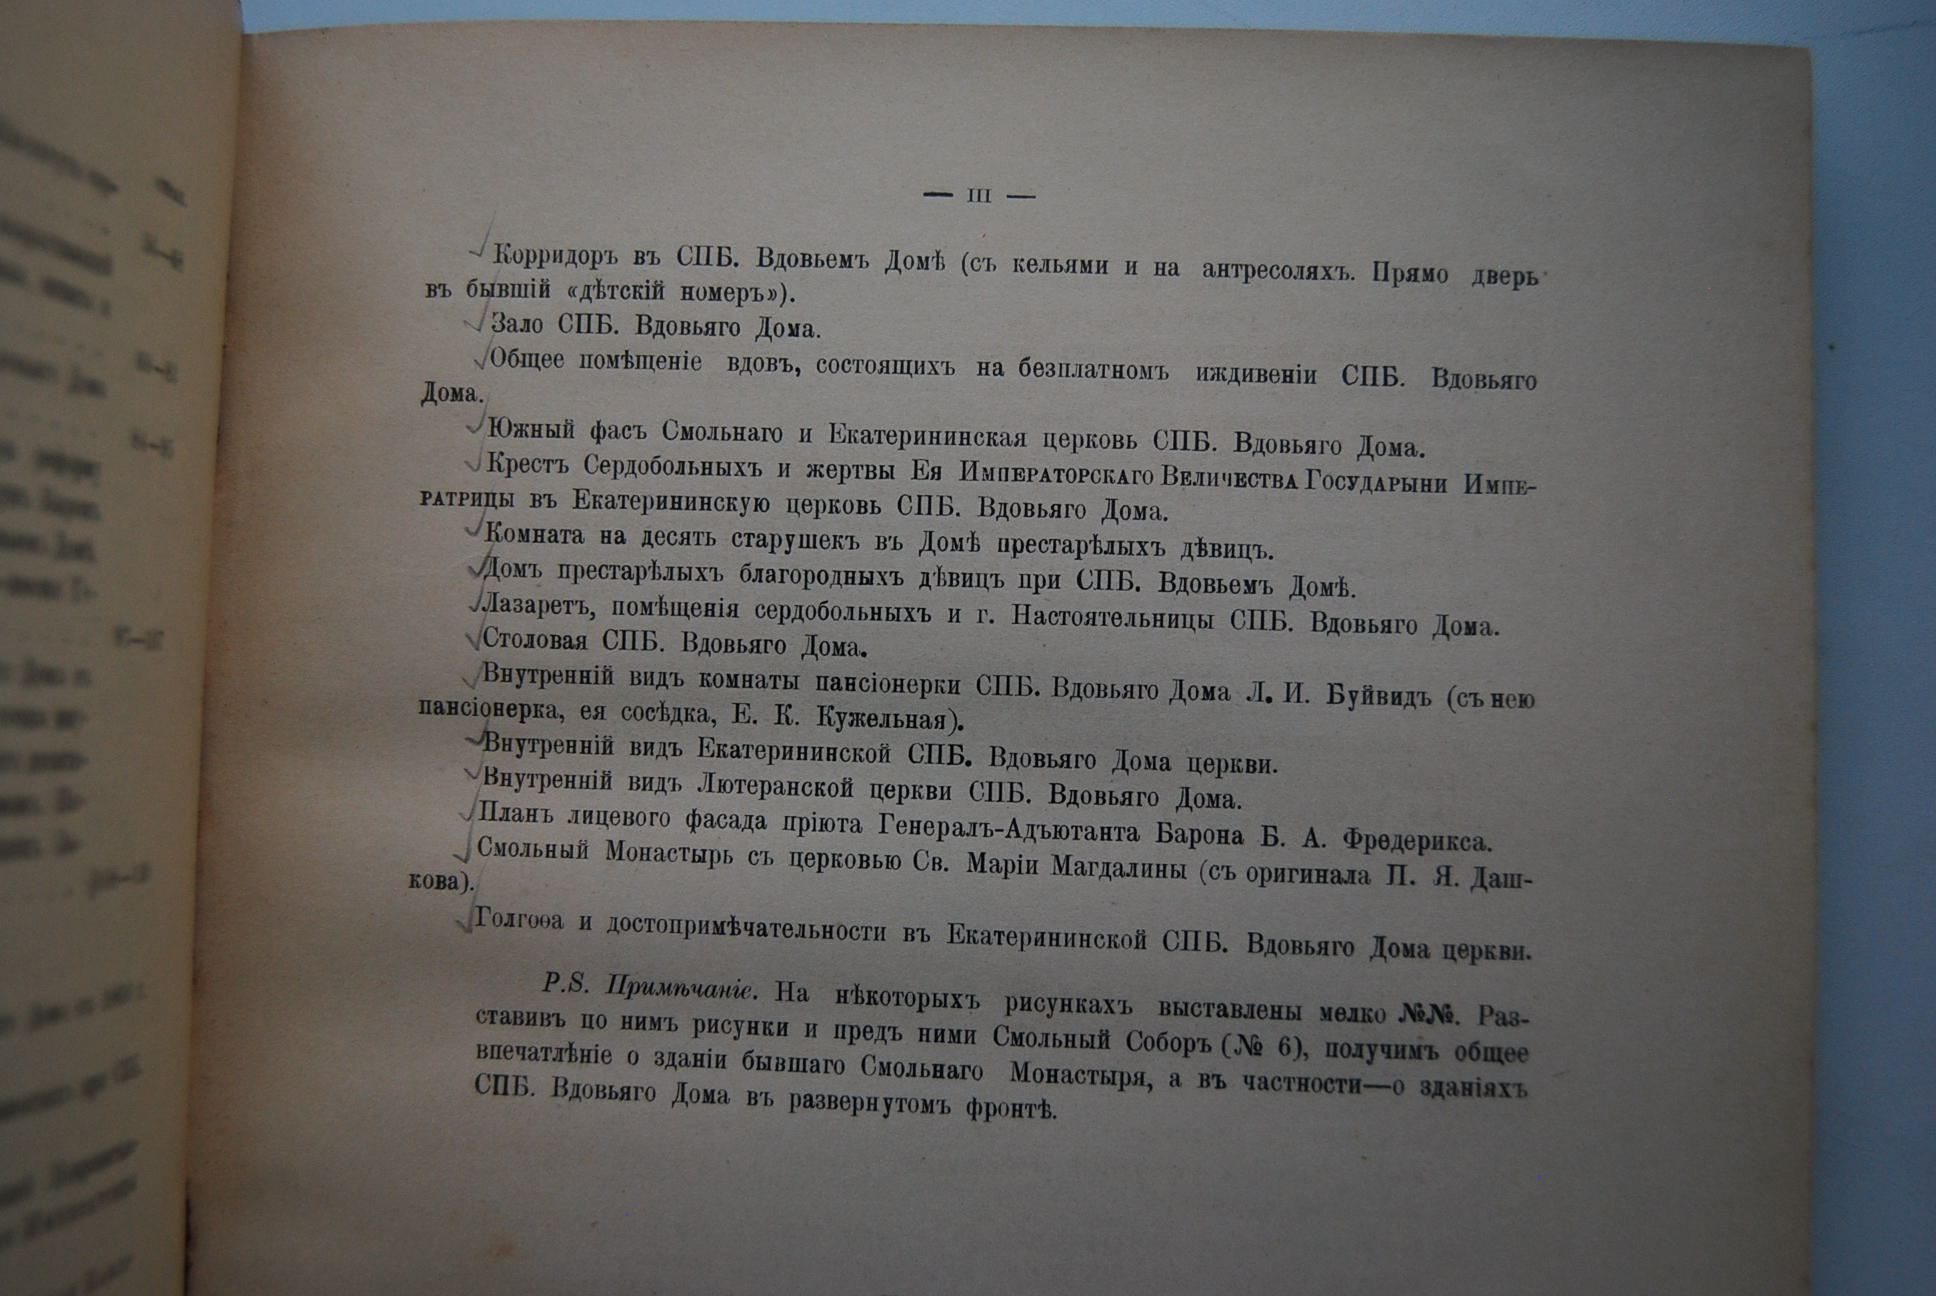 — III —
Корридоръ въ СПБ. Вдовьемъ Домѣ (съ кельями и на антресоляхъ. Прямо дверь
въ бывшій «дѣтскій номеръ»).
Зало СПБ. Вдовьяго Дома.
Общее помѣщеніе вдовъ, состоящихъ на безплатномъ иждивеніи СПБ. Вдовьяго
Дома.
Южный фасъ Смольнаго и Екатерининская церковь СПБ. Вдовьяго Дома.
Крестъ Сердобольныхъ и жертвы Ея Императорскаго Величества Государыни Импе-
ратрицы въ Екатерининскую церковь СПБ. Вдовьяго Дома.
Комната на десять старушекъ въ Домѣ престарѣлыхъ дѣвицъ.
Домъ престарѣлыхъ благородныхъ дѣвицъ при СПБ. Вдовьемъ Домѣ.
Лазаретъ, помѣщенія сердобольныхъ и г. Настоятельницы СПБ. Вдовьяго Дома.
Столовая СПБ. Вдовьяго Дома.
Внутренній видъ комнаты пансіонерки СПБ. Вдовьяго Дома Л. И. Буйвидъ (съ нею
пансіонерка, ея сосѣдка, Е. К. Кужельная).
Внутренній видъ Екатерининской СПБ. Вдовьяго Дома церкви.
Внутренній видъ Лютеранской церкви СПБ. Вдовьяго Дома.
Планъ лицевого фасада пріюта Генералъ-Адъютанта Барона Б. А. Фредерикса.
Смольный Монастырь съ церковью Св. Маріи Магдалины (съ оригинала П. Я. Даш-
кова).
Голгоѳа и достопримѣчательности въ Екатерининской СПБ. Вдовьяго Дома церкви.
P.S. Примѣчаніе. На нѣкоторыхъ рисункахъ выставлены мелко №№. Раз-
ставивъ по нимъ рисунки и предъ ними Смольный Соборъ (№ 6), получимъ общее
впечатлѣніе о зданіи бывшаго Смольнаго Монастыря, а въ частности—о зданіяхъ
СПБ. Вдовьяго Дома въ развернутомъ фронтѣ.